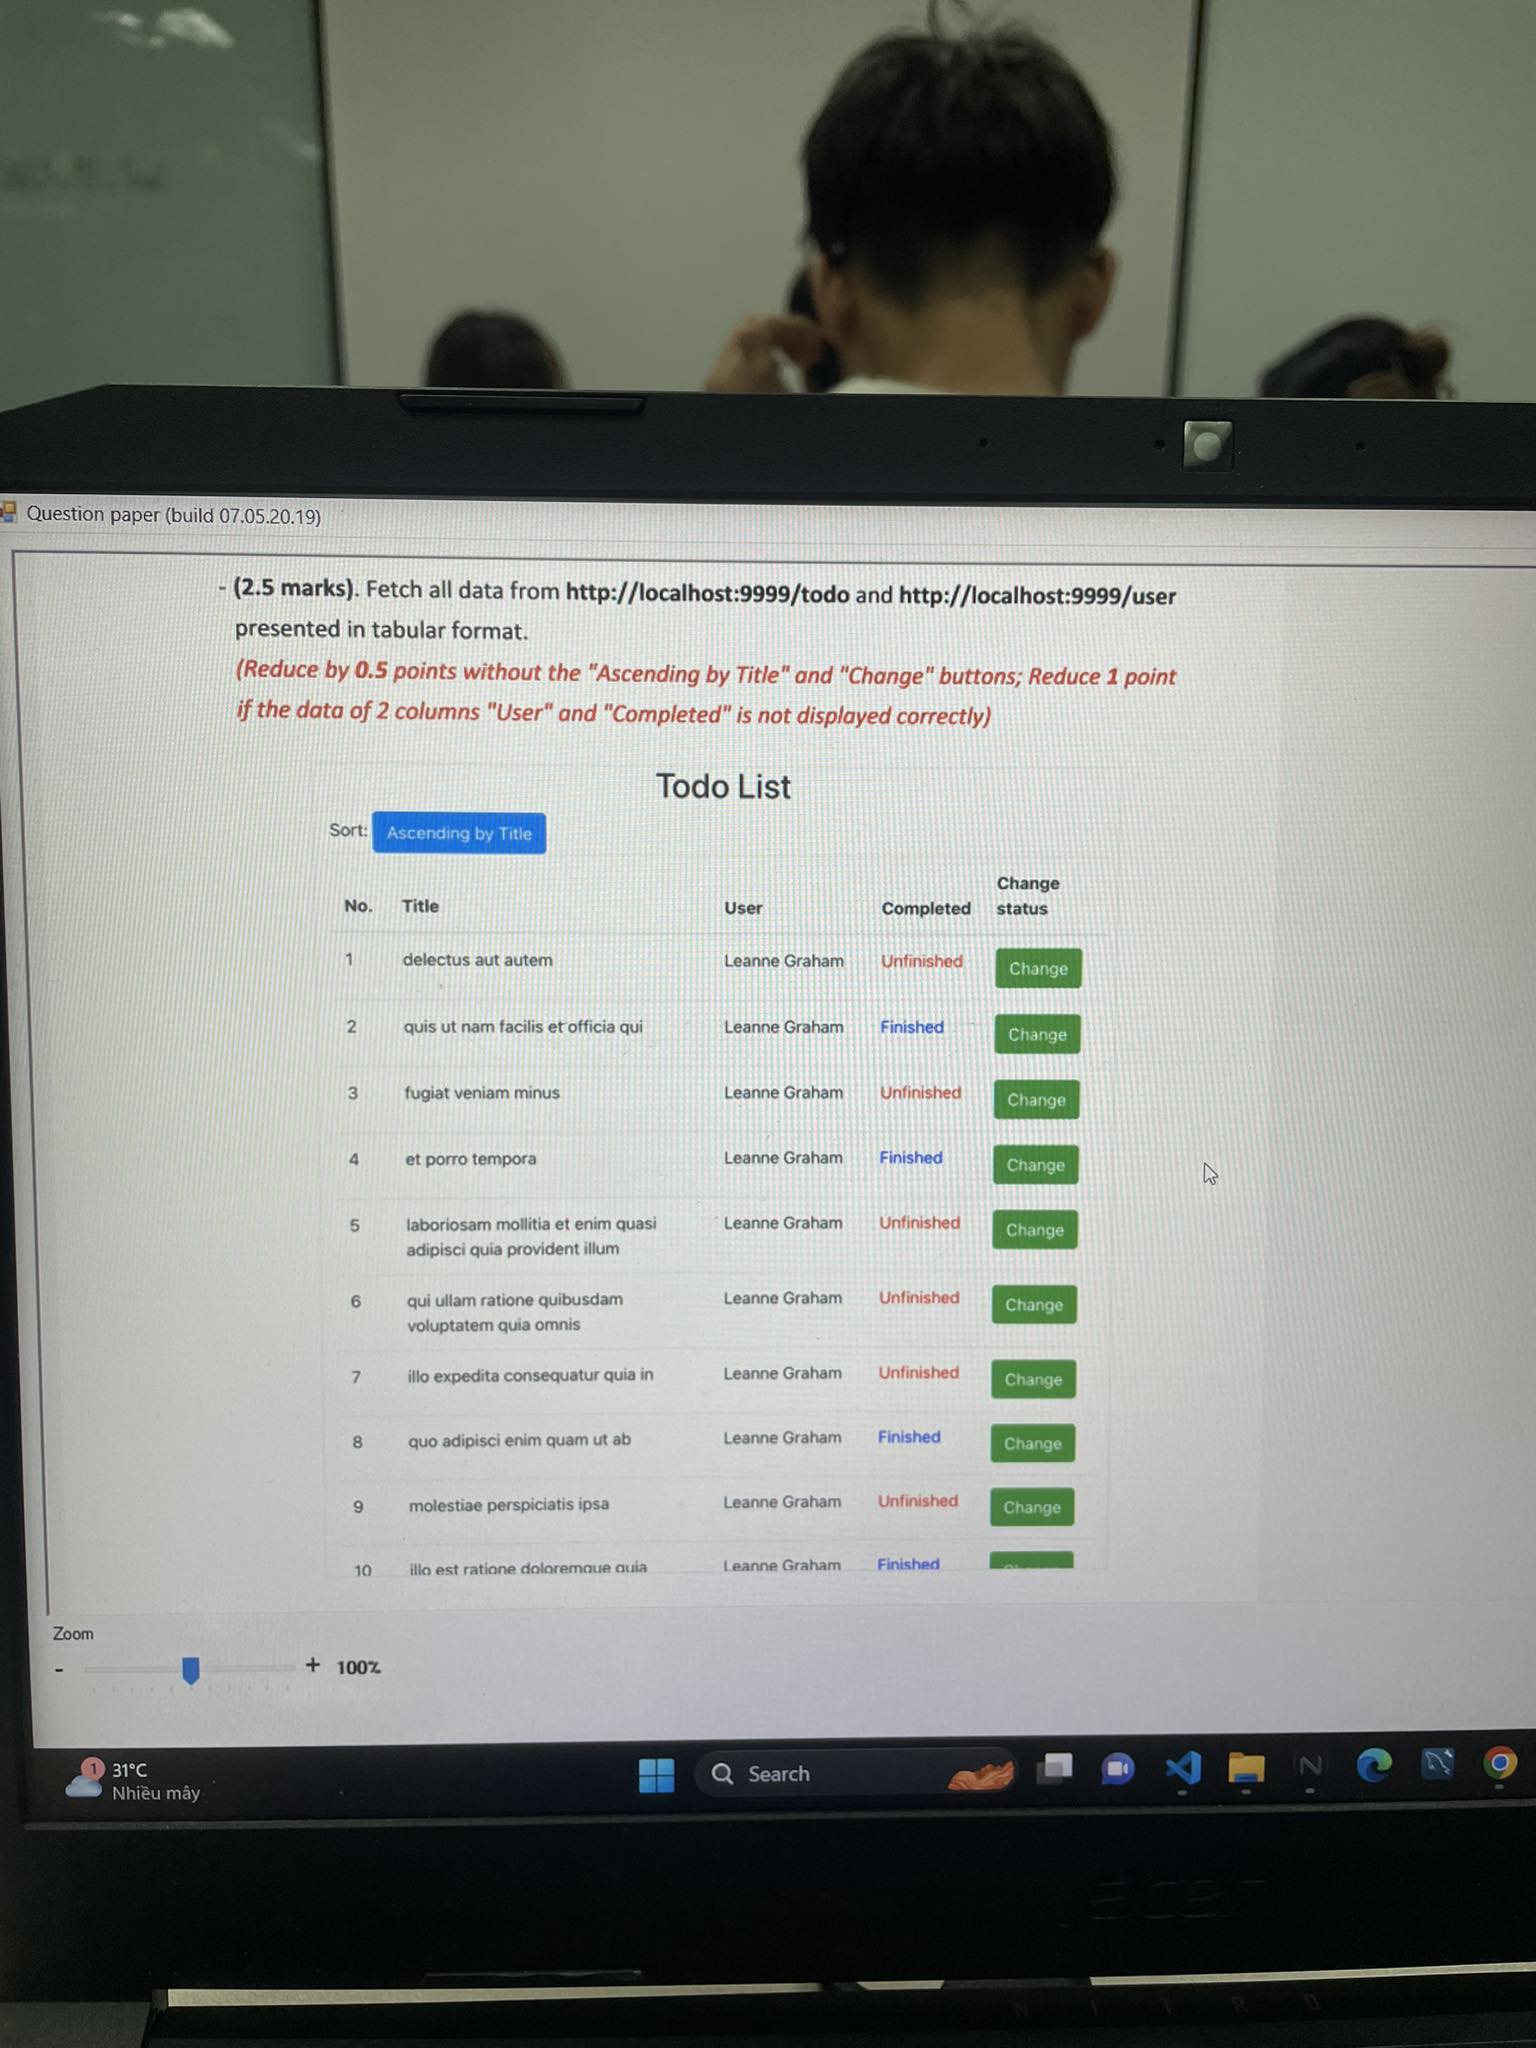 Question paper (build 07.05.20.19)
- (2.5 marks). Fetch all data from http://localhost:9999/todo and http://localhost:9999/user
presented in tabular format.
(Reduce by 0.5 points without the "Ascending by Title" and "Change" buttons; Reduce 1 point
if the data of 2 columns "User" and "Completed" is not displayed correctly)
Todo List
Sort: Ascending by Title
No. Title User Completed Change status
1 delectus aut autem Leanne Graham Unfinished Change
2 quis ut nam facilis et officia qui Leanne Graham Finished Change
3 fugiat veniam minus Leanne Graham Unfinished Change
4 et porro tempora Leanne Graham Finished Change
5 laboriosam mollitia et enim quasi Leanne Graham Unfinished Change
adipisci quia provident illum
6 qui ullam ratione quibusdam Leanne Graham Unfinished Change
voluptatem quia omnis
7 illo expedita consequatur quia in Leanne Graham Unfinished Change
8 quo adipisci enim quam ut ab Leanne Graham Finished Change
9 molestiae perspiciatis ipsa Leanne Graham Unfinished Change
10 illo est ratione doloremque quia Leanne Graham Finished
Zoom
- + 100%
1 31°C
Nhiều mây
Search
acer
NITRO